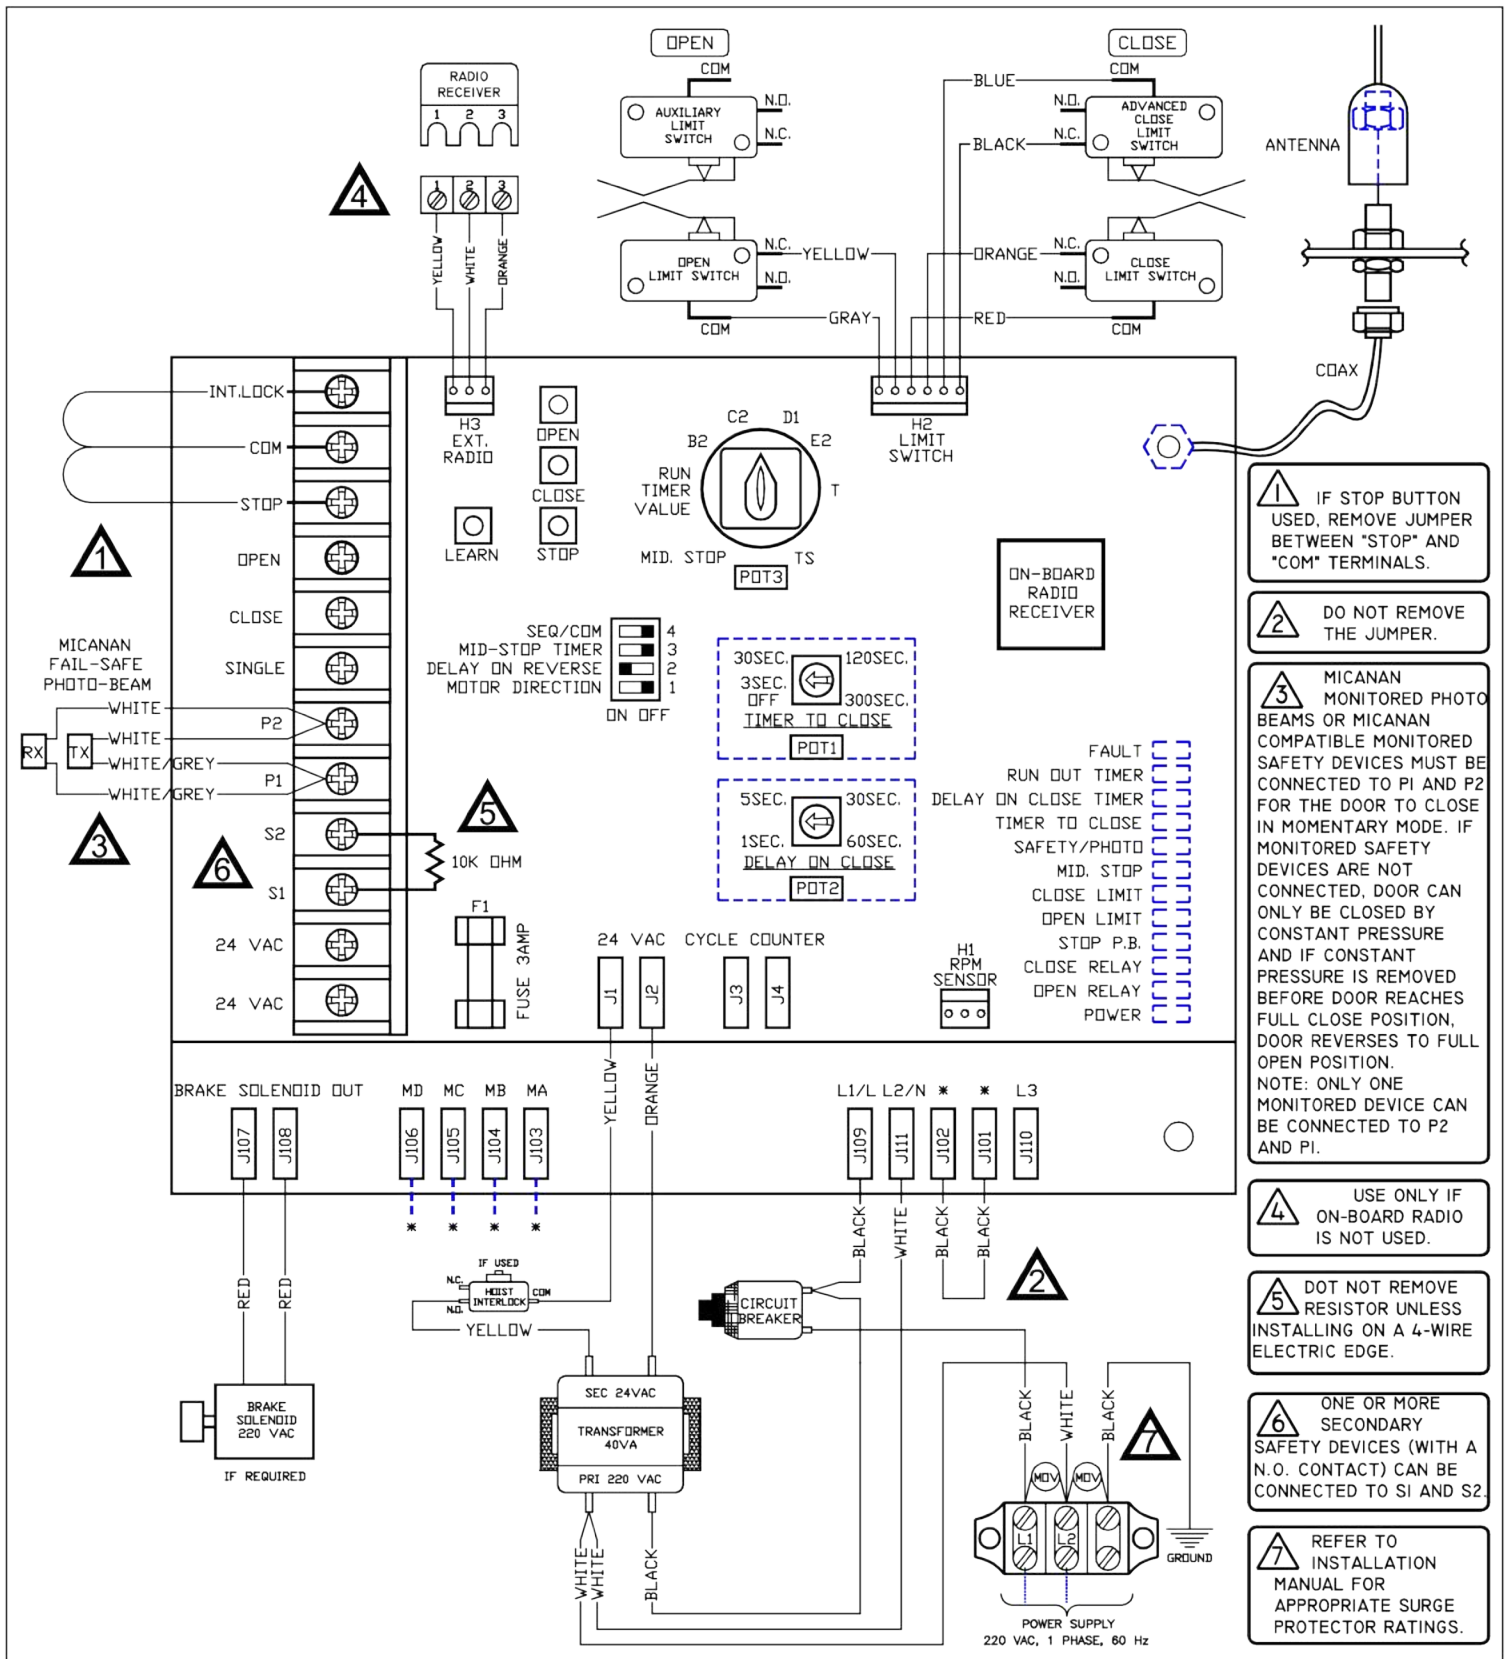 OPEN
CLOSE
RADIO
RECEIVER
1 2 3
4
1 2 3
YELLOW
WHITE
ORANGE
COM
AUXILIARY
LIMIT
SWITCH
N.O.
N.C.
OPEN
LIMIT SWITCH
N.C.
N.O.
COM
YELLOW
GRAY
BLUE
BLACK
ORANGE
RED
COM
N.O.
N.C.
ADVANCED
CLOSE
LIMIT
SWITCH
N.C.
N.O.
CLOSE
LIMIT SWITCH
COM
ANTENNA
COAX
INT.LOCK
COM
STOP
OPEN
CLOSE
SINGLE
P2
P1
S2
S1
24 VAC
24 VAC
1
MICANAN
FAIL-SAFE
PHOTO-BEAM
WHITE
WHITE
WHITE/GREY
WHITE/GREY
RX
TX
3
6
5
10K OHM
H3
EXT.
RADIO
OPEN
CLOSE
LEARN
STOP
RUN
TIMER
VALUE
B2
C2
D1
E2
T
TS
MID. STOP
POT3
H2
LIMIT
SWITCH
ON-BOARD
RADIO
RECEIVER
SEQ/COM 4
MID-STOP TIMER 3
DELAY ON REVERSE 2
MOTOR DIRECTION 1
ON OFF
30SEC. 120SEC.
3SEC.
OFF 300SEC.
TIMER TO CLOSE
POT1
5SEC. 30SEC.
1SEC. 60SEC.
DELAY ON CLOSE
POT2
FAULT
RUN OUT TIMER
DELAY ON CLOSE TIMER
TIMER TO CLOSE
SAFETY/PHOTO
MID. STOP
CLOSE LIMIT
OPEN LIMIT
STOP P.B.
CLOSE RELAY
OPEN RELAY
POWER
F1
FUSE 3AMP
24 VAC CYCLE COUNTER
J1
J2
J3
J4
H1
RPM
SENSOR
BRAKE SOLENOID OUT
J107
J108
MD MC MB MA
J106
J105
J104
J103
* * * *
YELLOW
ORANGE
L1/L L2/N * * L3
J109
J111
J102
J101
J110
BLACK
WHITE
BLACK
BLACK
2
RED
RED
BRAKE
SOLENOID
220 VAC
IF REQUIRED
IF USED
N.C.
N.O.
HOIST
INTERLOCK
COM
YELLOW
SEC 24VAC
TRANSFORMER
40VA
PRI 220 VAC
WHITE
WHITE
BLACK
CIRCUIT
BREAKER
BLACK
WHITE
BLACK
7
MOV
MOV
L1
L2
GROUND
POWER SUPPLY
220 VAC, 1 PHASE, 60 Hz
1 IF STOP BUTTON
USED, REMOVE JUMPER
BETWEEN "STOP" AND
"COM" TERMINALS.
2 DO NOT REMOVE
THE JUMPER.
3 MICANAN
MONITORED PHOTO
BEAMS OR MICANAN
COMPATIBLE MONITORED
SAFETY DEVICES MUST BE
CONNECTED TO P1 AND P2
FOR THE DOOR TO CLOSE
IN MOMENTARY MODE. IF
MONITORED SAFETY
DEVICES ARE NOT
CONNECTED, DOOR CAN
ONLY BE CLOSED BY
CONSTANT PRESSURE
AND IF CONSTANT
PRESSURE IS REMOVED
BEFORE DOOR REACHES
FULL CLOSE POSITION,
DOOR REVERSES TO FULL
OPEN POSITION.
NOTE: ONLY ONE
MONITORED DEVICE CAN
BE CONNECTED TO P2
AND P1.
4 USE ONLY IF
ON-BOARD RADIO
IS NOT USED.
5 DOT NOT REMOVE
RESISTOR UNLESS
INSTALLING ON A 4-WIRE
ELECTRIC EDGE.
6 ONE OR MORE
SECONDARY
SAFETY DEVICES (WITH A
N.O. CONTACT) CAN BE
CONNECTED TO S1 AND S2.
7 REFER TO
INSTALLATION
MANUAL FOR
APPROPRIATE SURGE
PROTECTOR RATINGS.